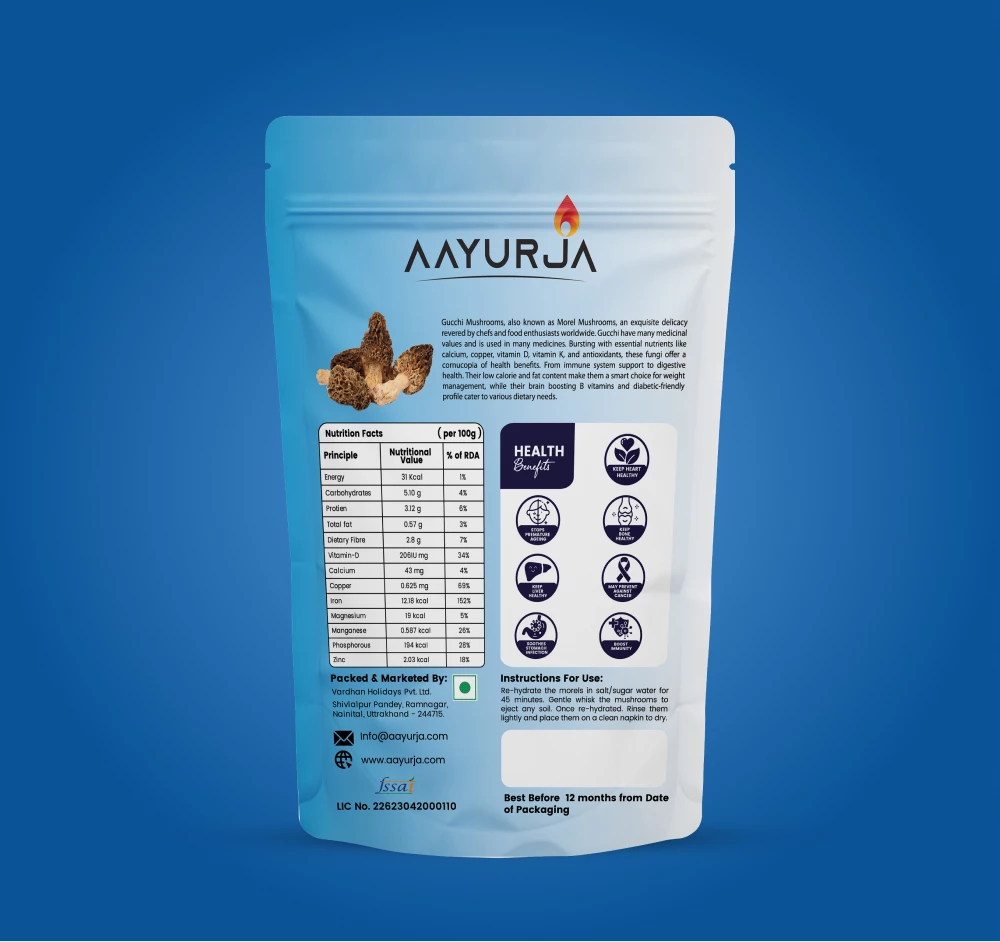 AAYURJA
Gucchi Mushrooms, also known as Morel Mushrooms, an exquisite delicacy
revered by chefs and food enthusiasts worldwide. Gucchi have many medicinal
values and is used in many medicines. Bursting with essential nutrients like
calcium, copper, vitamin D, vitamin K, and antioxidants, these fungi offer a
cornucopia of health benefits. From immune system support to digestive
health. Their low calorie and fat content make them a smart choice for weight
management, while their brain boosting B vitamins and diabetic-friendly
profile cater to various dietary needs.
Nutrition Facts ( per 100g )
Principle Nutritional Value % of RDA
Energy 31 Kcal 1%
Carbohydrates 5.10 g 4%
Protien 3.12 g 6%
Total fat 0.57 g 3%
Dietary Fibre 2.8 g 7%
Vitamin-D 206IU mg 34%
Calcium 43 mg 4%
Copper 0.625 mg 69%
Iron 12.18 kcal 152%
Magnesium 19 kcal 5%
Manganese 0.587 kcal 26%
Phosphorous 194 kcal 28%
Zinc 2.03 kcal 18%
HEALTH
Benefits
KEEP HEART
HEALTHY
STOPS
PREMATURE
AGEING
KEEP
BONE
HEALTHY
KEEP
LIVER
HEALTHY
MAY PREVENT
AGAINST
CANCER
SOOTHES
STOMACH
INFECTION
BOOST
IMMUNITY
Packed & Marketed By:
Vardhan Holidays Pvt. Ltd.
Shivlalpur Pandey, Ramnagar,
Nainital, Uttrakhand - 244715.
info@aayurja.com
www.aayurja.com
fssai
LIC No. 22623042000110
Instructions For Use:
Re-hydrate the morels in salt/sugar water for
45 minutes. Gentle whisk the mushrooms to
eject any soil. Once re-hydrated. Rinse them
lightly and place them on a clean napkin to dry.
Best Before 12 months from Date
of Packaging